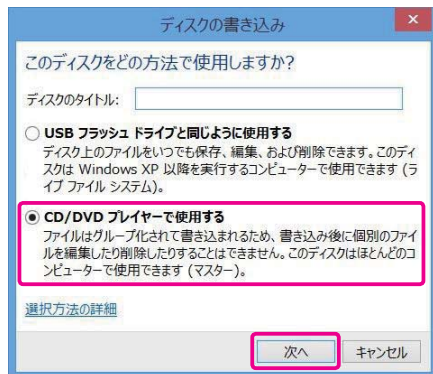 ディスクの書き込み
このディスクをどの方法で使用しますか?
ディスクのタイトル:
USB フラッシュ ドライブと同じように使用する
ディスク上のファイルをいつでも保存、編集、および削除できます。このディ
スクは Windows XP 以降を実行するコンピューターで使用できます (ラ
イブ ファイル システム)。
CD/DVD プレイヤーで使用する
ファイルはグループ化されて書き込まれるため、書き込み後に個別のファイ
ルを編集したり削除したりすることはできません。このディスクはほとんどのコ
ンピューターで使用できます (マスター)。
選択方法の詳細
次へ
キャンセル